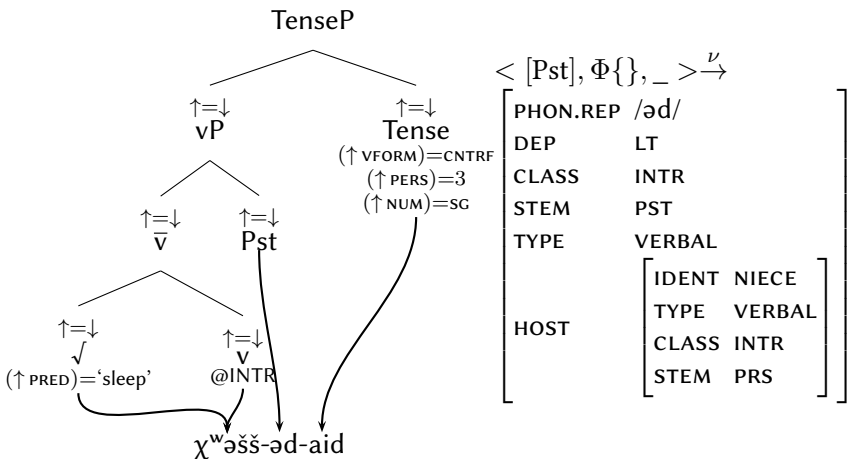 TenseP
↑=↓
vP
↑=↓
Tense
(↑ VFORM)=CNTRF
(↑ PERS)=3
(↑ NUM)=SG
↑=↓
v̅
↑=↓
Pst
↑=↓
√
(↑ PRED)=‘sleep’
↑=↓
v
@INTR
χʷəšš-əd-aid
< [Pst], Φ{}, _ >→ν
PHON.REP /əd/
DEP LT
CLASS INTR
STEM PST
TYPE VERBAL
HOST
IDENT NIECE
TYPE VERBAL
CLASS INTR
STEM PRS